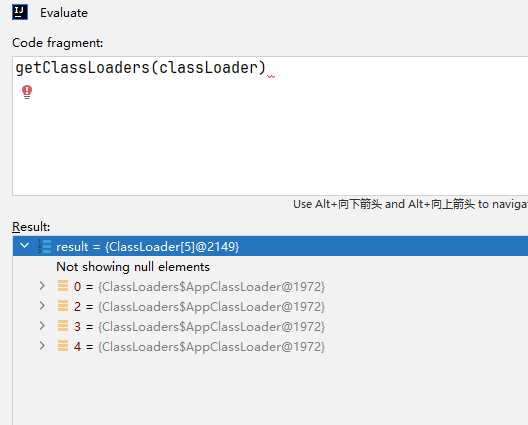 IJ Evaluate
Code fragment:
getClassLoaders(classLoader)
Use Alt+向下箭头 and Alt+向上箭头 to navigat
Result:
result = {ClassLoader[5]@2149}
Not showing null elements
0 = {ClassLoaders$AppClassLoader@1972}
2 = {ClassLoaders$AppClassLoader@1972}
3 = {ClassLoaders$AppClassLoader@1972}
4 = {ClassLoaders$AppClassLoader@1972}